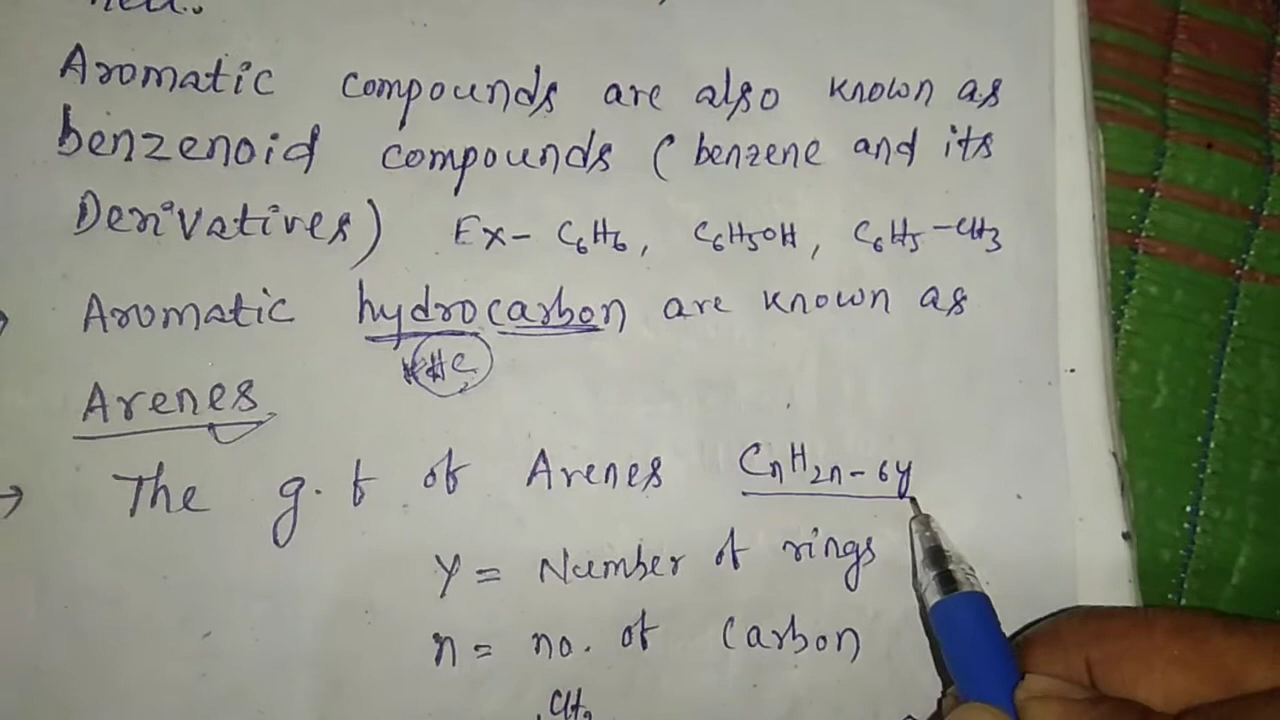 Aromatic compounds are also known as
benzenoid compounds (benzene and its
Derivatives) Ex- C₆H₆, C₆H₅OH, C₆H₅-CH₃
Aromatic hydrocarbon are known as
HC
Arenes
→ The g.f of Arenes CnH2n-6y
y = Number of rings
n = no. of Carbon
CH₃